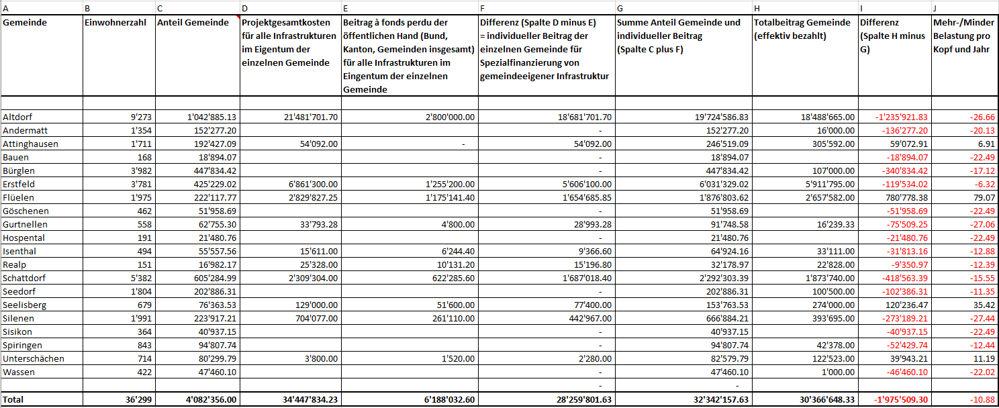 A B C D E F G H I J
Gemeinde Einwohnerzahl Anteil Gemeinde Projektgesamtkosten Beitrag à fonds perdu der Differenz (Spalte D minus E) Summe Anteil Gemeinde und Totalbeitrag Gemeinde Differenz Mehr-/Minder
für alle Infrastrukturen öffentlichen Hand (Bund, = individueller Beitrag der individueller Beitrag (effektiv bezahlt) (Spalte H minus Belastung pro
im Eigentum der Kanton, Gemeinden insgesamt) einzelnen Gemeinde für (Spalte C plus F) G) Kopf und Jahr
einzelnen Gemeinde für alle Infrastrukturen im Spezialfinanzierung von
Eingentum der einzelnen gemeindeeigener Infrastruktur
Gemeinde
Altdorf 9'273 1'042'885.13 21'481'701.70 2'800'000.00 18'681'701.70 19'724'586.83 18'488'665.00 -1'235'921.83 -26.66
Andermatt 1'354 152'277.20 - 152'277.20 16'000.00 -136'277.20 -20.13
Attinghausen 1'711 192'427.09 54'092.00 - 54'092.00 246'519.09 305'592.00 59'072.91 6.91
Bauen 168 18'894.07 - 18'894.07 -18'894.07 -22.49
Bürglen 3'982 447'834.42 - 447'834.42 107'000.00 -340'834.42 -17.12
Erstfeld 3'781 425'229.02 6'861'300.00 1'255'200.00 5'606'100.00 6'031'329.02 5'911'795.00 -119'534.02 -6.32
Flüelen 1'975 222'117.77 2'829'827.25 1'175'141.40 1'654'685.85 1'876'803.62 2'657'582.00 780'778.38 79.07
Göschenen 462 51'958.69 - 51'958.69 -51'958.69 -22.49
Gurtnellen 558 62'755.30 33'793.28 4'800.00 28'993.28 91'748.58 16'239.33 -75'509.25 -27.06
Hospental 191 21'480.76 - 21'480.76 -21'480.76 -22.49
Isenthal 494 55'557.56 15'611.00 6'244.40 9'366.60 64'924.16 33'111.00 -31'813.16 -12.88
Realp 151 16'982.17 25'328.00 10'131.20 15'196.80 32'178.97 22'828.00 -9'350.97 -12.39
Schattdorf 5'382 605'284.99 2'309'304.00 622'285.60 1'687'018.40 2'292'303.39 1'873'740.00 -418'563.39 -15.55
Seedorf 1'804 202'886.31 - 202'886.31 100'500.00 -102'386.31 -11.35
Seelisberg 679 76'363.53 129'000.00 51'600.00 77'400.00 153'763.53 274'000.00 120'236.47 35.42
Silenen 1'991 223'917.21 704'077.00 261'110.00 442'967.00 666'884.21 393'695.00 -273'189.21 -27.44
Sisikon 364 40'937.15 - 40'937.15 -40'937.15 -22.49
Spiringen 843 94'807.74 - 94'807.74 42'378.00 -52'429.74 -12.44
Unterschächen 714 80'299.79 3'800.00 1'520.00 2'280.00 82'579.79 122'523.00 39'943.21 11.19
Wassen 422 47'460.10 - 47'460.10 1'000.00 -46'460.10 -22.02
- -
Total 36'299 4'082'356.00 34'447'834.23 6'188'032.60 28'259'801.63 32'342'157.63 30'366'648.33 -1'975'509.30 -10.88